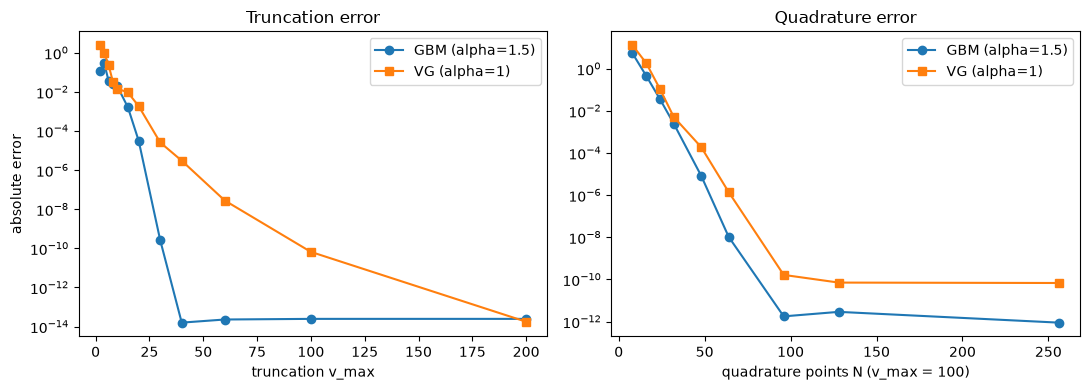 Truncation error
absolute error
10^0
10^-2
10^-4
10^-6
10^-8
10^-10
10^-12
10^-14
GBM (alpha=1.5)
VG (alpha=1)
0 25 50 75 100 125 150 175 200
truncation v_max
Quadrature error
10^0
10^-2
10^-4
10^-6
10^-8
10^-10
10^-12
GBM (alpha=1.5)
VG (alpha=1)
0 50 100 150 200 250
quadrature points N (v_max = 100)